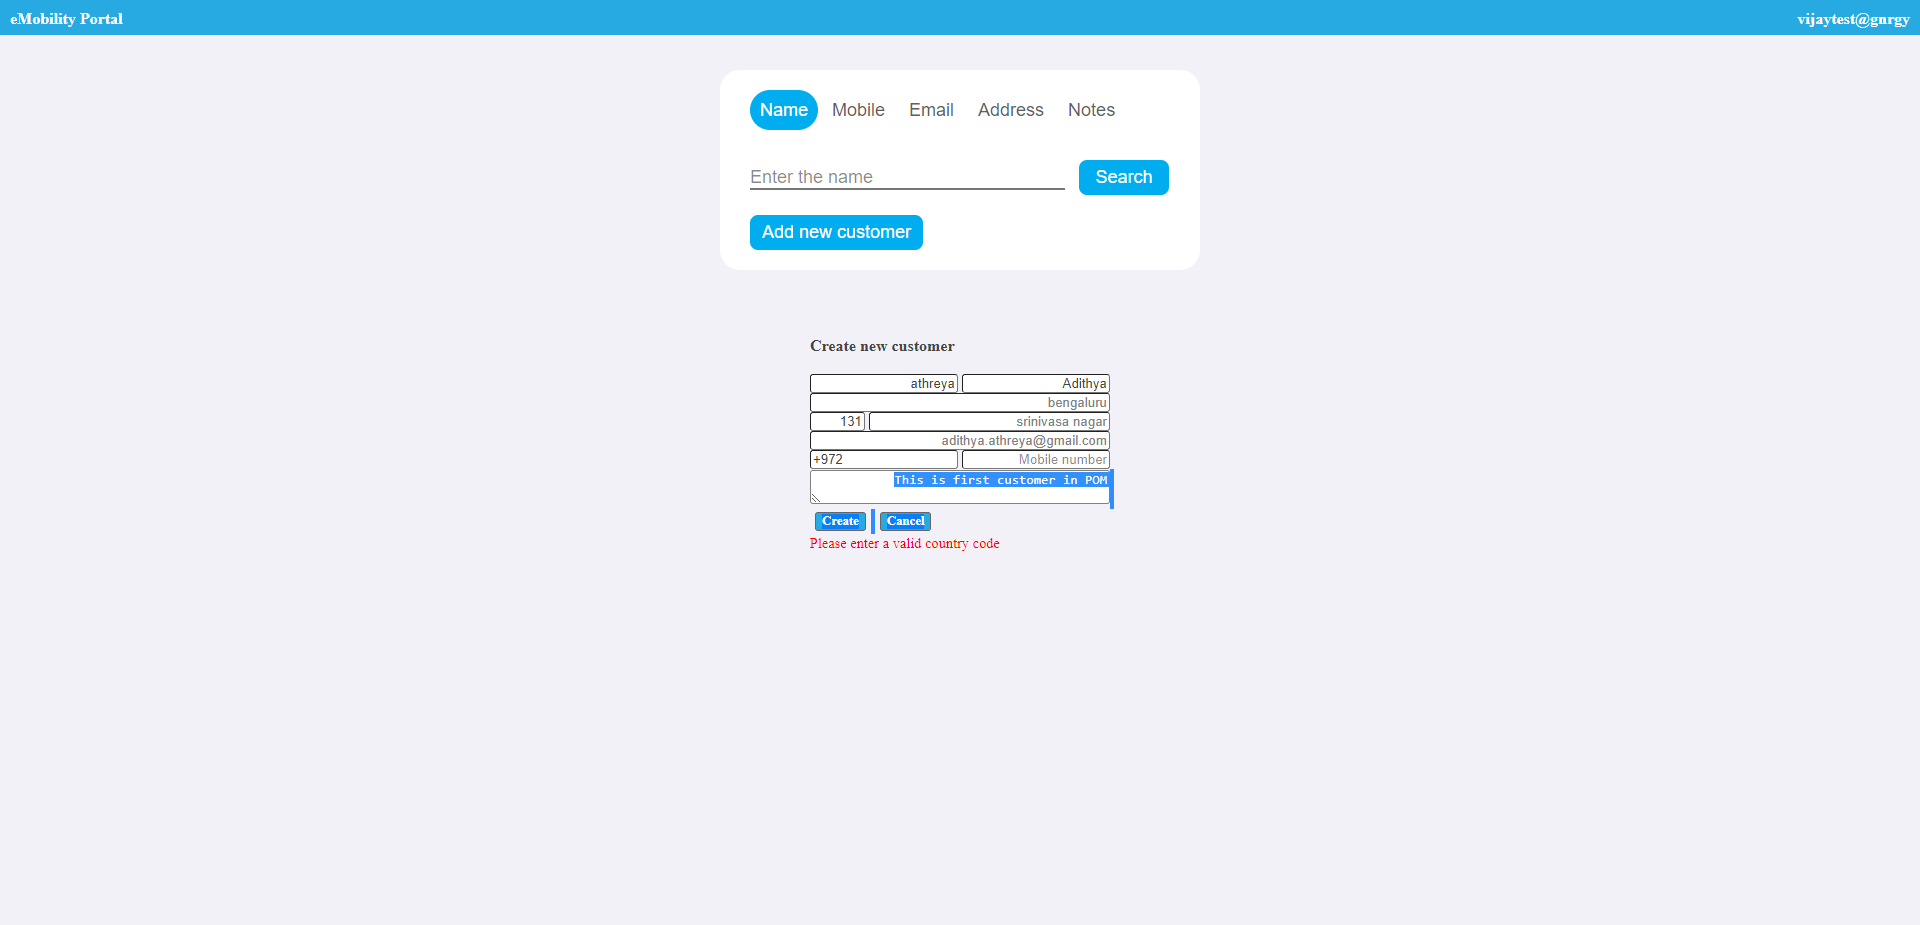 eMobility Portal vijaytest@gnrgy
Name Mobile Email Address Notes
Enter the name Search
Add new customer
Create new customer
athreya Adithya
bengaluru
131 srinivasa nagar
adithya.athreya@gmail.com
+972 Mobile number
This is first customer in POM
Create Cancel
Please enter a valid country code